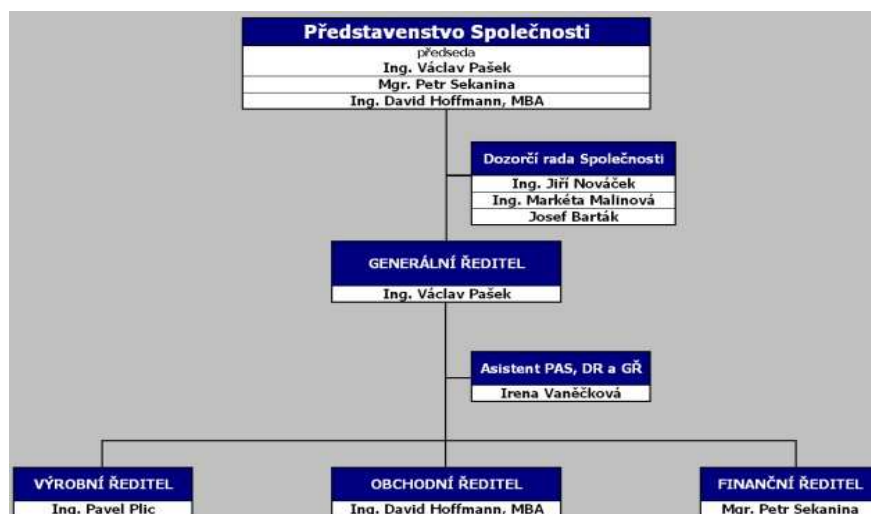 Představenstvo Společnosti
předseda
Ing. Václav Pašek
Mgr. Petr Sekanina
Ing. David Hoffmann, MBA
Dozorčí rada Společnosti
Ing. Jiří Nováček
Ing. Markéta Malinová
Josef Barták
GENERÁLNÍ ŘEDITEL
Ing. Václav Pašek
Asistent PAS, DR a GŘ
Irena Vaněčková
VÝROBNÍ ŘEDITEL
Ing. Pavel Plic
OBCHODNÍ ŘEDITEL
Ing. David Hoffmann, MBA
FINANČNÍ ŘEDITEL
Mgr. Petr Sekanina